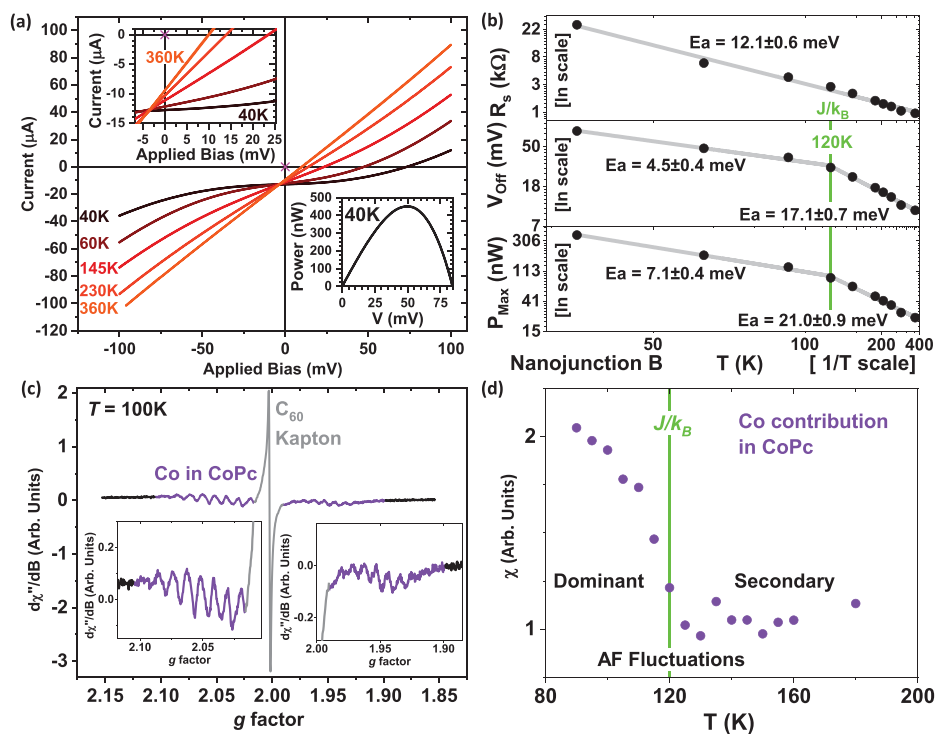 (a)
100
80
60
40
20
0
-20
-40
-60
-80
-100
-120
Current (µA)
-100
-50
0
50
100
Applied Bias (mV)
40K
60K
145K
230K
360K
0
-5
-10
-15
Current (µA)
360K
40K
-5
0
5
10
15
20
25
Applied Bias (mV)
500
400
300
200
100
0
Power (nW)
40K
0
25
50
75
V (mV)
(b)
22
8
3
1
R_s (kΩ)
[ln scale]
Ea = 12.1±0.6 meV
J/k_B
50
18
7
V_Off (mV)
[ln scale]
120K
Ea = 4.5±0.4 meV
Ea = 17.1±0.7 meV
306
113
41
15
P_Max (nW)
[ln scale]
Ea = 7.1±0.4 meV
Ea = 21.0±0.9 meV
50
100
200
400
Nanojunction B
T (K)
[ 1/T scale]
(c)
2
1
0
-1
-2
-3
dχ"/dB (Arb. Units)
T = 100K
C60
Kapton
Co in CoPc
0.2
0.0
dχ"/dB (Arb. Units)
2.10
2.05
g factor
0.0
dχ"/dB (Arb. Units)
2.00
1.95
1.90
g factor
2.15
2.10
2.05
2.00
1.95
1.90
1.85
g factor
(d)
2
1
χ (Arb. Units)
J/k_B
Co contribution
in CoPc
Dominant
Secondary
AF Fluctuations
80
120
160
200
T (K)